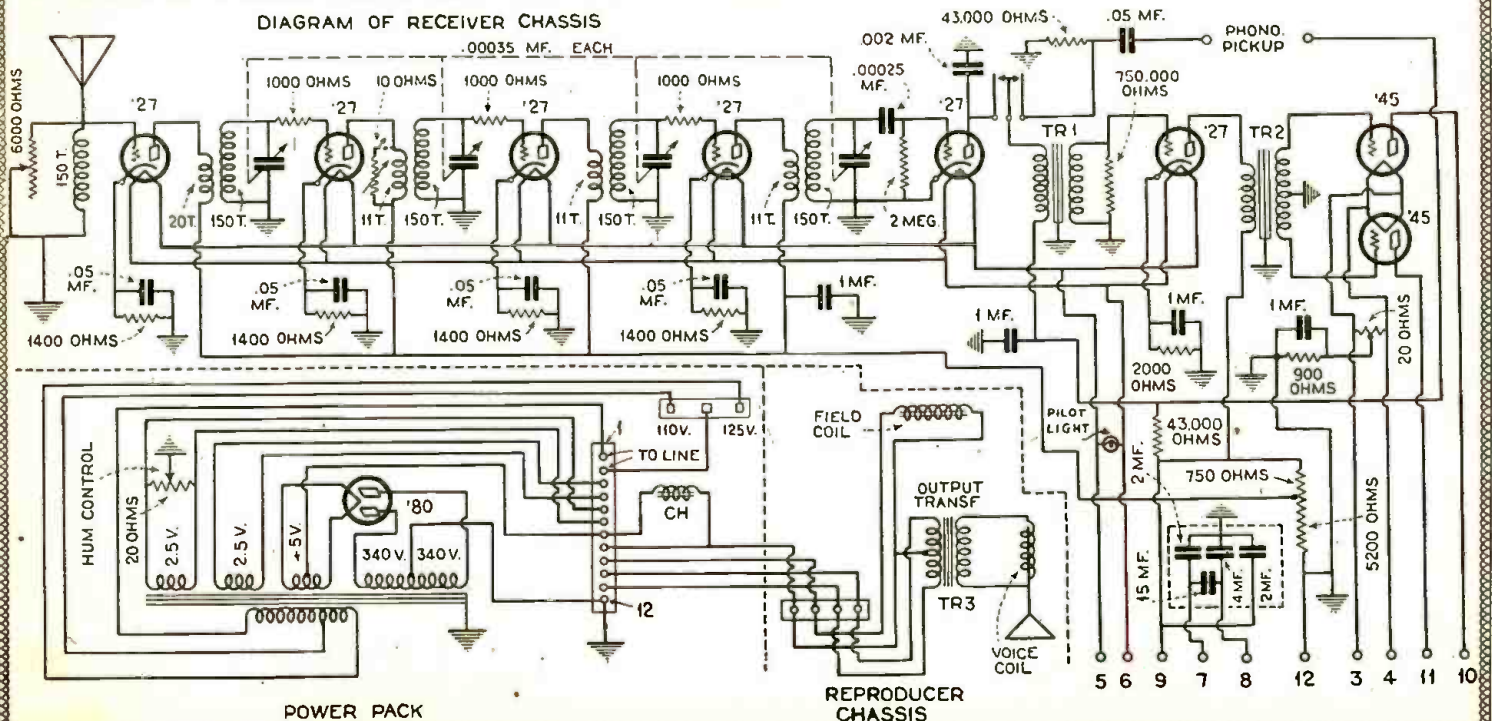 DIAGRAM OF RECEIVER CHASSIS
.00035 MF. EACH
6000 OHMS
150 T.
'27
20 T.
150 T.
1000 OHMS
'27
10 OHMS
11 T.
150 T.
1000 OHMS
'27
11 T.
150 T.
1000 OHMS
'27
11 T.
150 T.
.00025
MF.
2 MEG.
.002 MF.
'27
43,000 OHMS
.05 MF.
PHONO.
PICKUP
TR 1
750,000
OHMS
'27
TR2
'45
'45
.05
MF.
1400 OHMS
.05
MF.
1400 OHMS
.05
MF.
1400 OHMS
.05
MF.
1400 OHMS
1 MF.
1 MF.
1 MF.
2000
OHMS
1 MF.
900
OHMS
20 OHMS
PILOT
LIGHT
43,000
OHMS
2 MF.
750 OHMS
5200 OHMS
15 MF.
4 MF.
2 MF.
5
6
9
7
8
12
3
4
11
10
110V.
125V.
1
TO LINE
CH
12
HUM CONTROL
20 OHMS
2.5 V.
2.5 V.
5V.
'80
340 V.
340 V.
POWER PACK
FIELD
COIL
OUTPUT
TRANSF
TR3
VOICE
COIL
REPRODUCER
CHASSIS